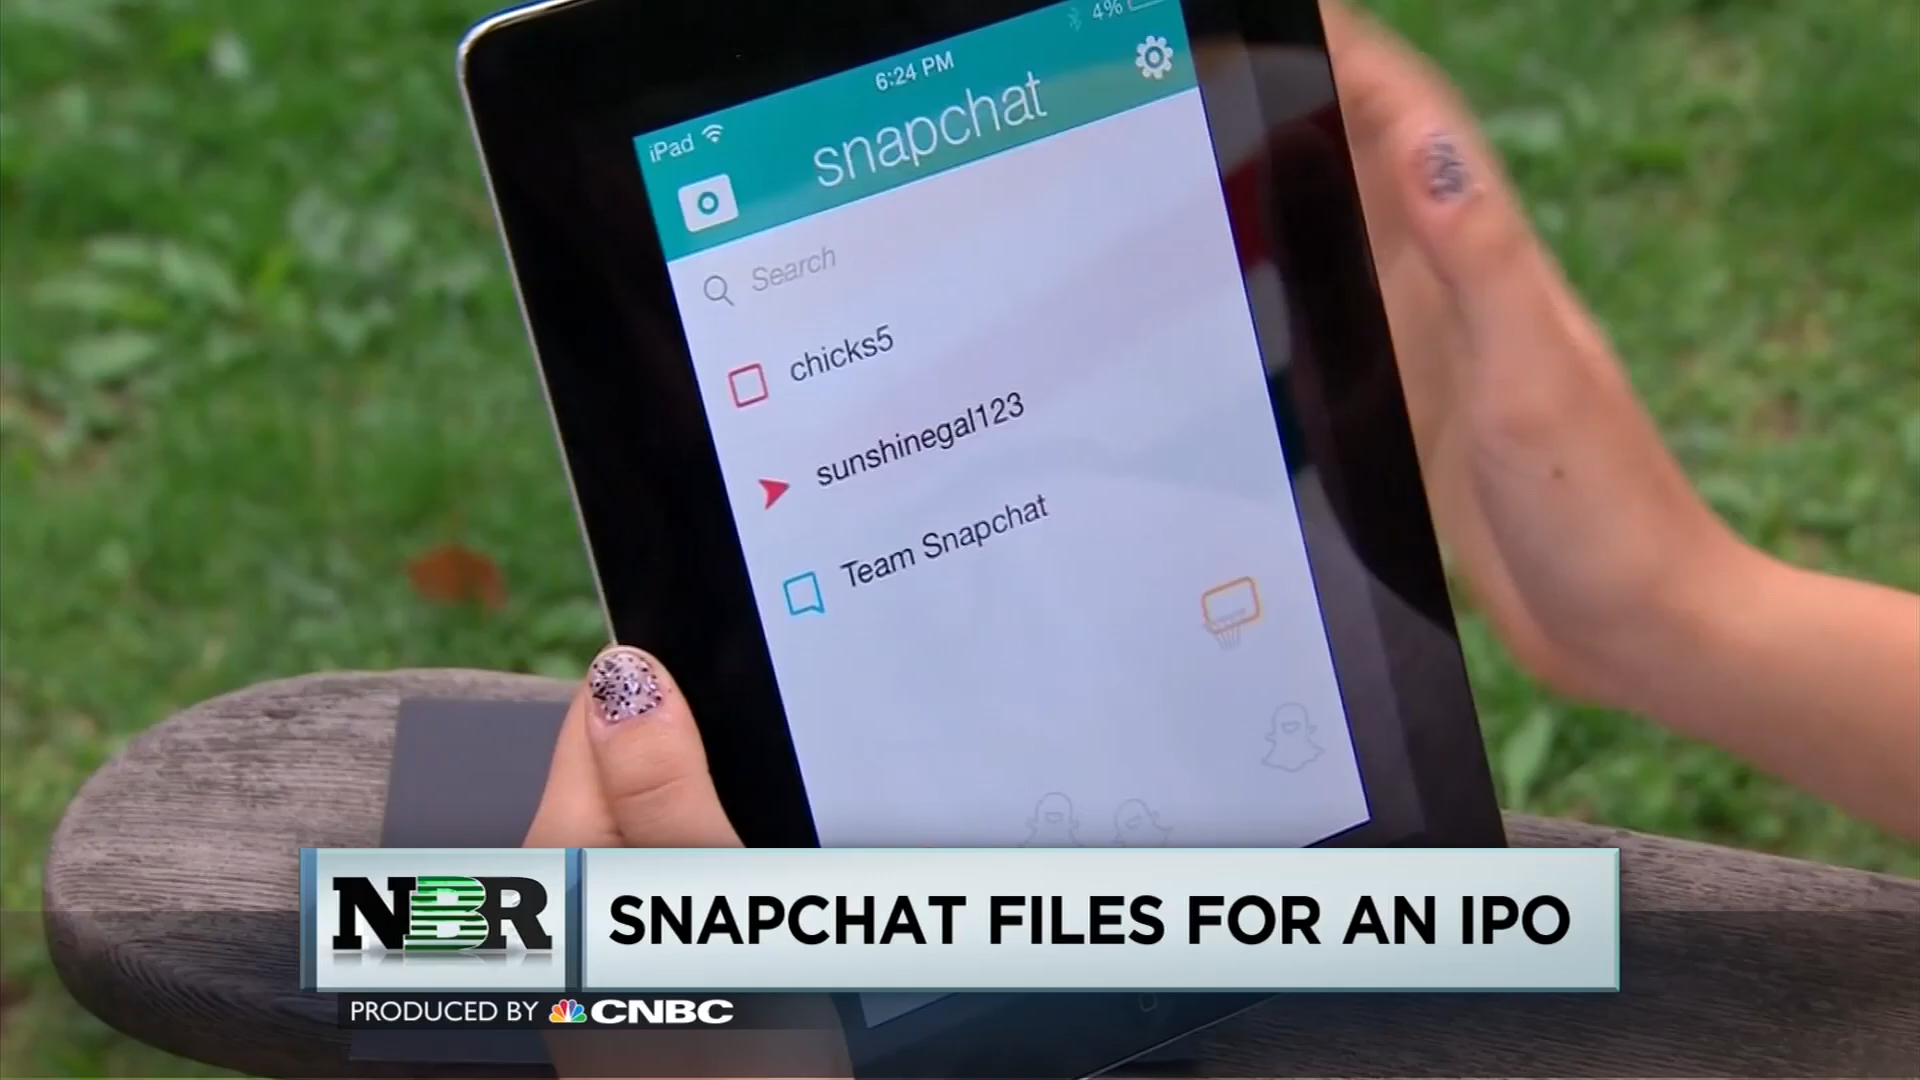 4%
6:24 PM
iPad
snapchat
Search
chicks5
sunshinegal123
Team Snapchat
NBR
SNAPCHAT FILES FOR AN IPO
PRODUCED BY CNBC